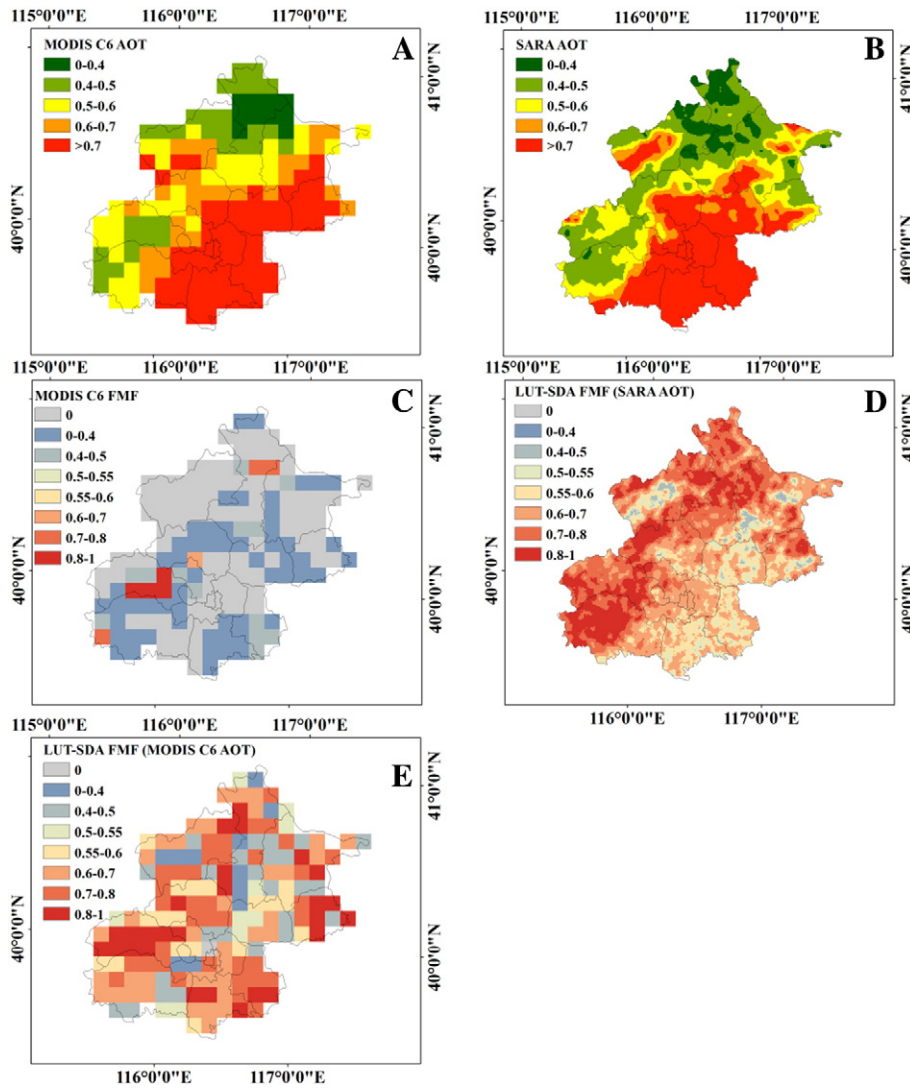 115°0'0"E 116°0'0"E 117°0'0"E
MODIS C6 AOT A
0-0.4
0.4-0.5
0.5-0.6
0.6-0.7
>0.7
41°0'0"N
40°0'0"N
40°0'0"N
115°0'0"E 116°0'0"E 117°0'0"E
116°0'0"E 117°0'0"E
SARA AOT B
0-0.4
0.4-0.5
0.5-0.6
0.6-0.7
>0.7
41°0'0"N
40°0'0"N
40°0'0"N
116°0'0"E 117°0'0"E
MODIS C6 FMF C
0
0-0.4
0.4-0.5
0.5-0.55
0.55-0.6
0.6-0.7
0.7-0.8
0.8-1
41°0'0"N
40°0'0"N
40°0'0"N
115°0'0"E 116°0'0"E 117°0'0"E
LUT-SDA FMF (SARA AOT) D
0
0-0.4
0.4-0.5
0.5-0.55
0.55-0.6
0.6-0.7
0.7-0.8
0.8-1
41°0'0"N
40°0'0"N
40°0'0"N
116°0'0"E 117°0'0"E
LUT-SDA FMF (MODIS C6 AOT) E
0
0-0.4
0.4-0.5
0.5-0.55
0.55-0.6
0.6-0.7
0.7-0.8
0.8-1
41°0'0"N
40°0'0"N
40°0'0"N
116°0'0"E 117°0'0"E